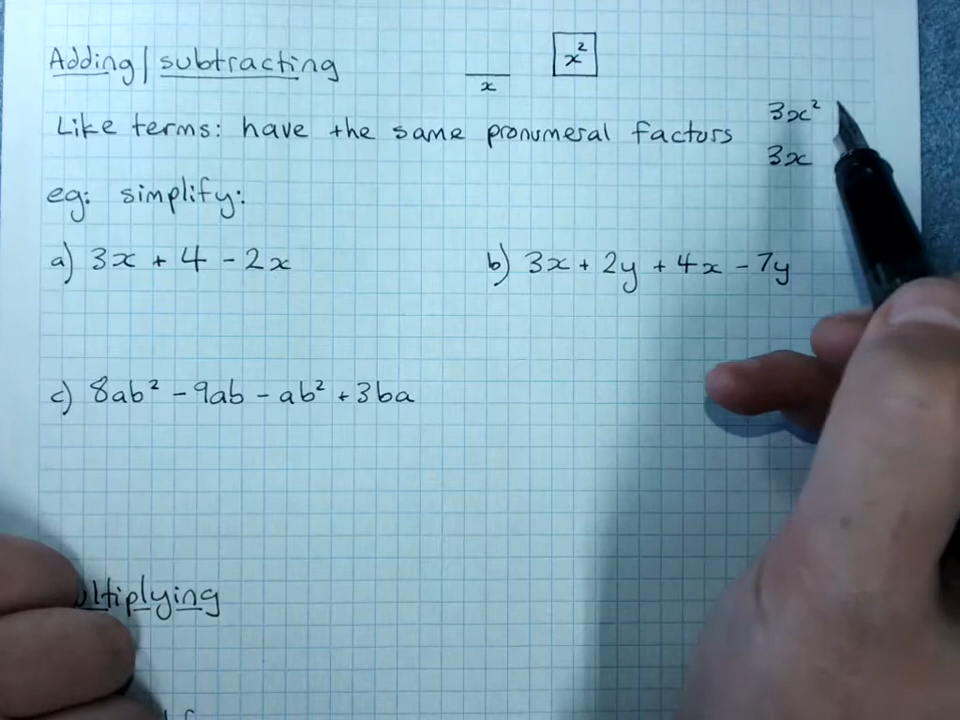 Adding/subtracting
x
x²
Like terms: have the same pronumeral factors
3x²
3x
eg: simplify:
a) 3x + 4 - 2x
b) 3x + 2y + 4x - 7y
c) 8ab² - 9ab - ab² + 3ba
ultiplying